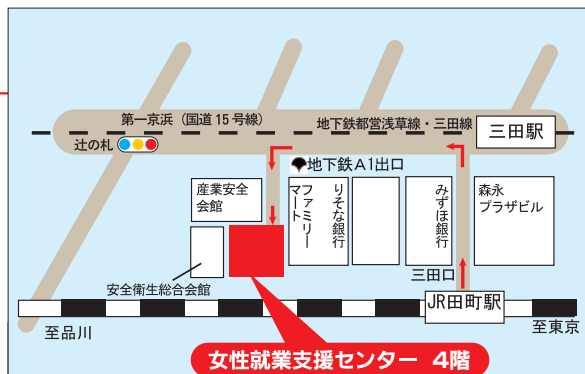 第一京浜（国道15号線）
地下鉄都営浅草線・三田線
三田駅
辻の札
地下鉄A1出口
産業安全
会館
ファミリー
マート
りそな銀行
みずほ銀行
森永
プラザビル
安全衛生総合会館
三田口
JR田町駅
至品川
至東京
女性就業支援センター 4階